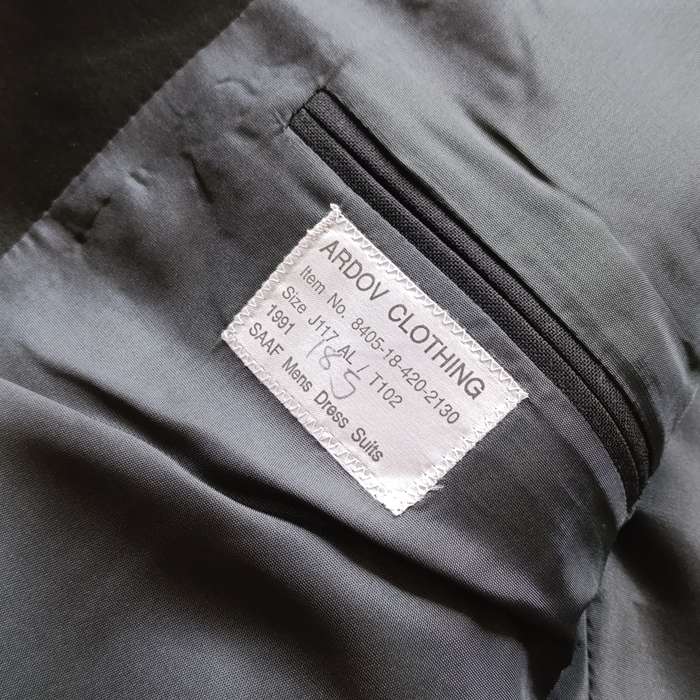 ARDOV CLOTHING
Item No. 8405-18-420-2130
Size J117 AL / T102
1991 185
SAAF Mens Dress Suits